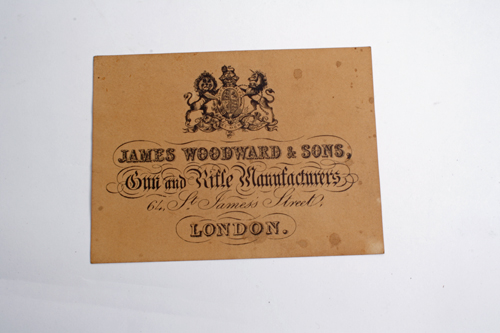 JAMES WOODWARD & SONS,
Gun and Rifle Manufacturers
64, St. James's Street,
LONDON.